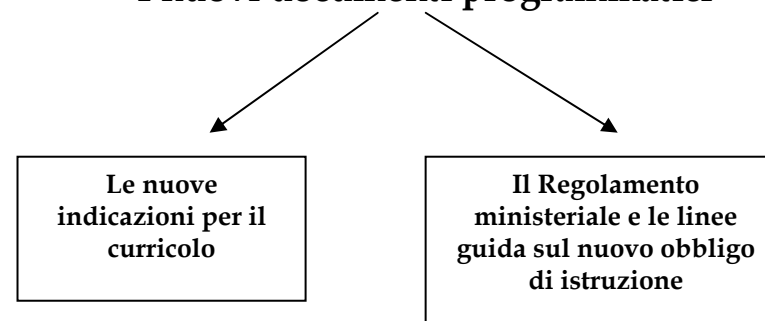 I nuovi documenti programmatici
Le nuove
indicazioni per il
curricolo
Il Regolamento
ministeriale e le linee
guida sul nuovo obbligo
di istruzione